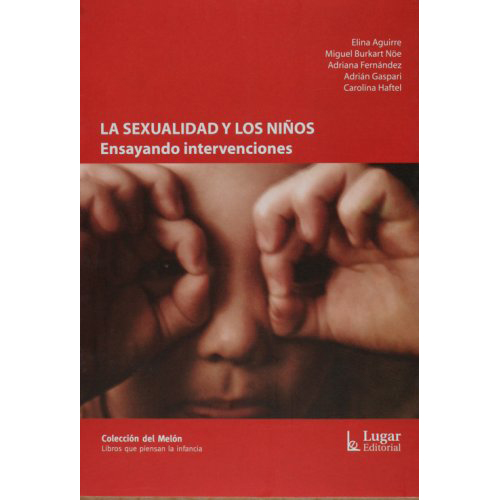 Elina Aguirre
Miguel Burkart Nöe
Adriana Fernández
Adrián Gaspari
Carolina Haftel
LA SEXUALIDAD Y LOS NIÑOS
Ensayando intervenciones
Colección del Melón
Libros que piensan la infancia
Lugar
Editorial